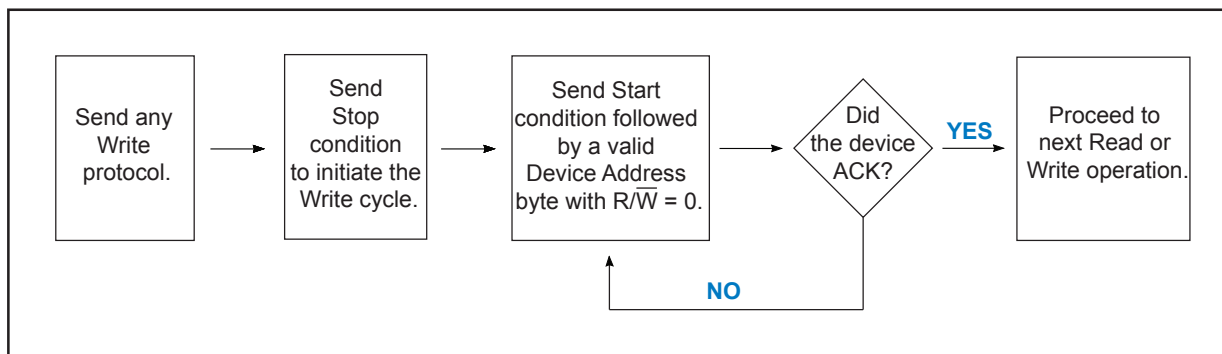 Send any
Write
protocol.
Send
Stop
condition
to initiate the
Write cycle.
Send Start
condition followed
by a valid
Device Address
byte with R/W̅ = 0.
Did
the device
ACK?
YES
NO
Proceed to
next Read or
Write operation.